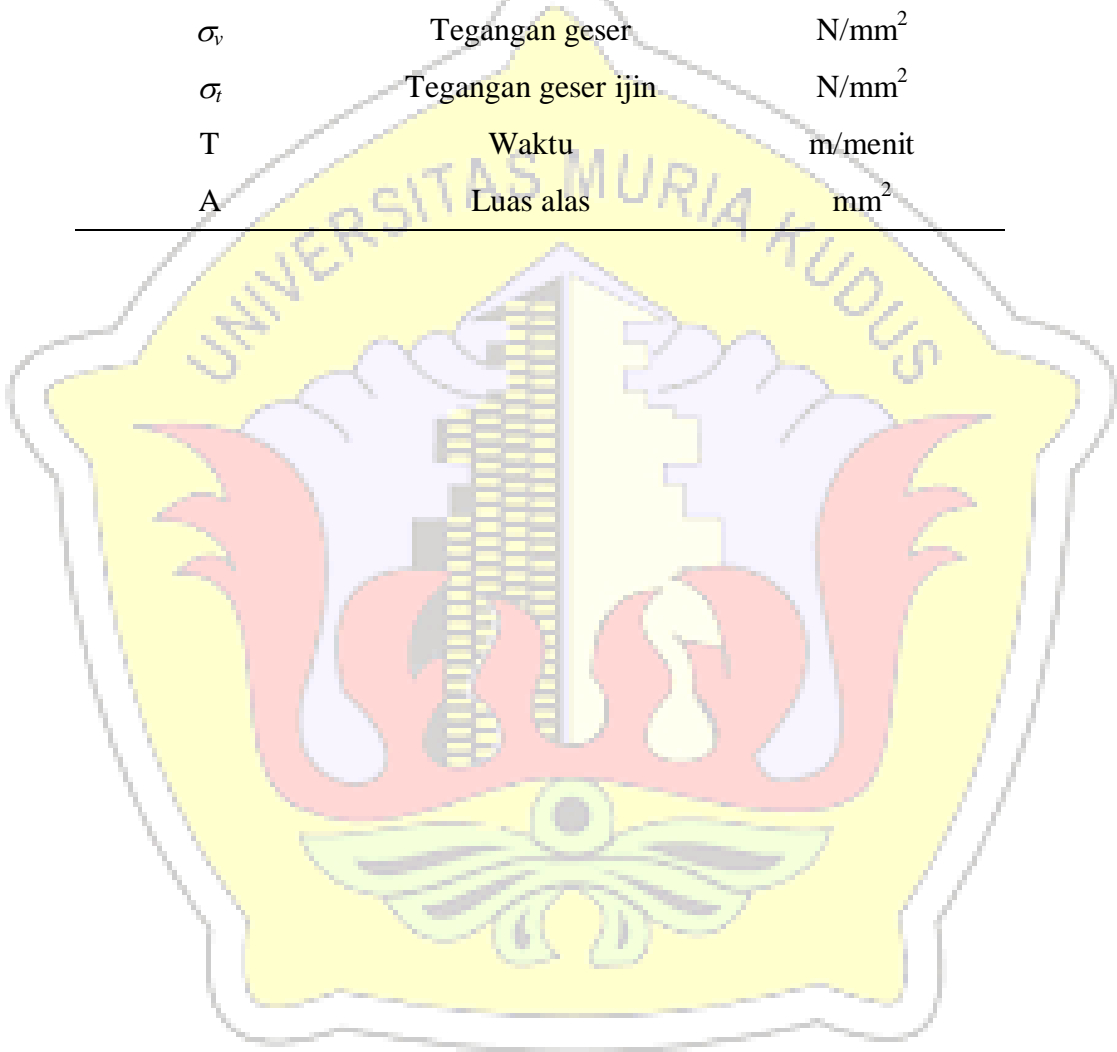 σᵥ Tegangan geser N/mm²
σₜ Tegangan geser ijin N/mm²
T Waktu m/menit
A Luas alas mm²
UNIVERSITAS MURIA KUDUS